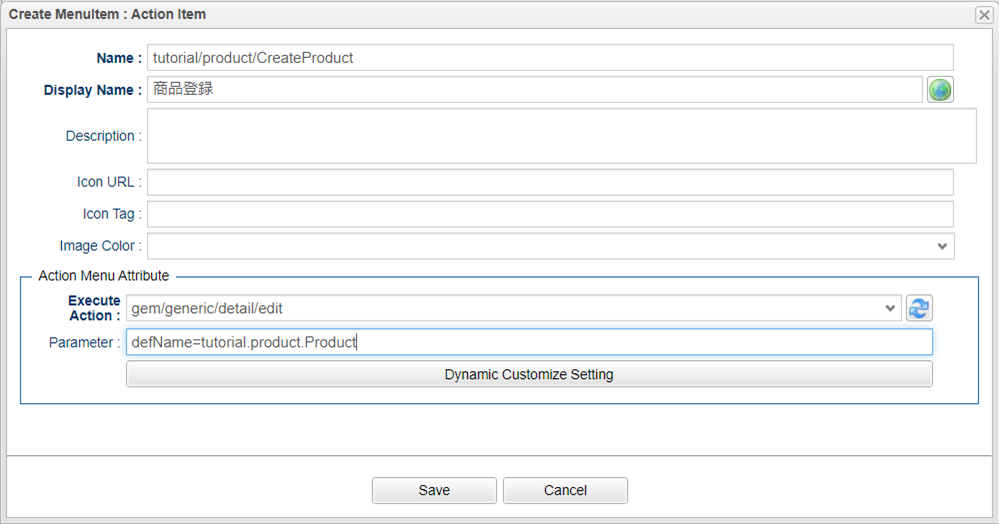 Create MenuItem : Action Item
Name : tutorial/product/CreateProduct
Display Name : 商品登録
Description :
Icon URL :
Icon Tag :
Image Color :
Action Menu Attribute
Execute
Action : gem/generic/detail/edit
Parameter : defName=tutorial.product.Product
Dynamic Customize Setting
Save Cancel